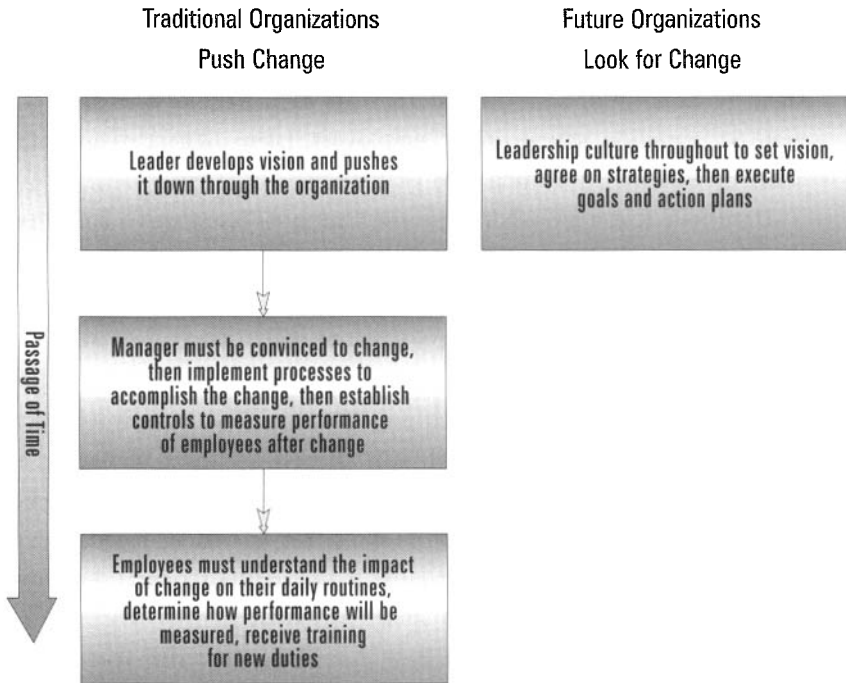 Traditional Organizations
Push Change
Future Organizations
Look for Change
Passage of Time
Leader develops vision and pushes
it down through the organization
Leadership culture throughout to set vision,
agree on strategies, then execute
goals and action plans
Manager must be convinced to change,
then implement processes to
accomplish the change, then establish
controls to measure performance
of employees after change
Employees must understand the impact
of change on their daily routines,
determine how performance will be
measured, receive training
for new duties